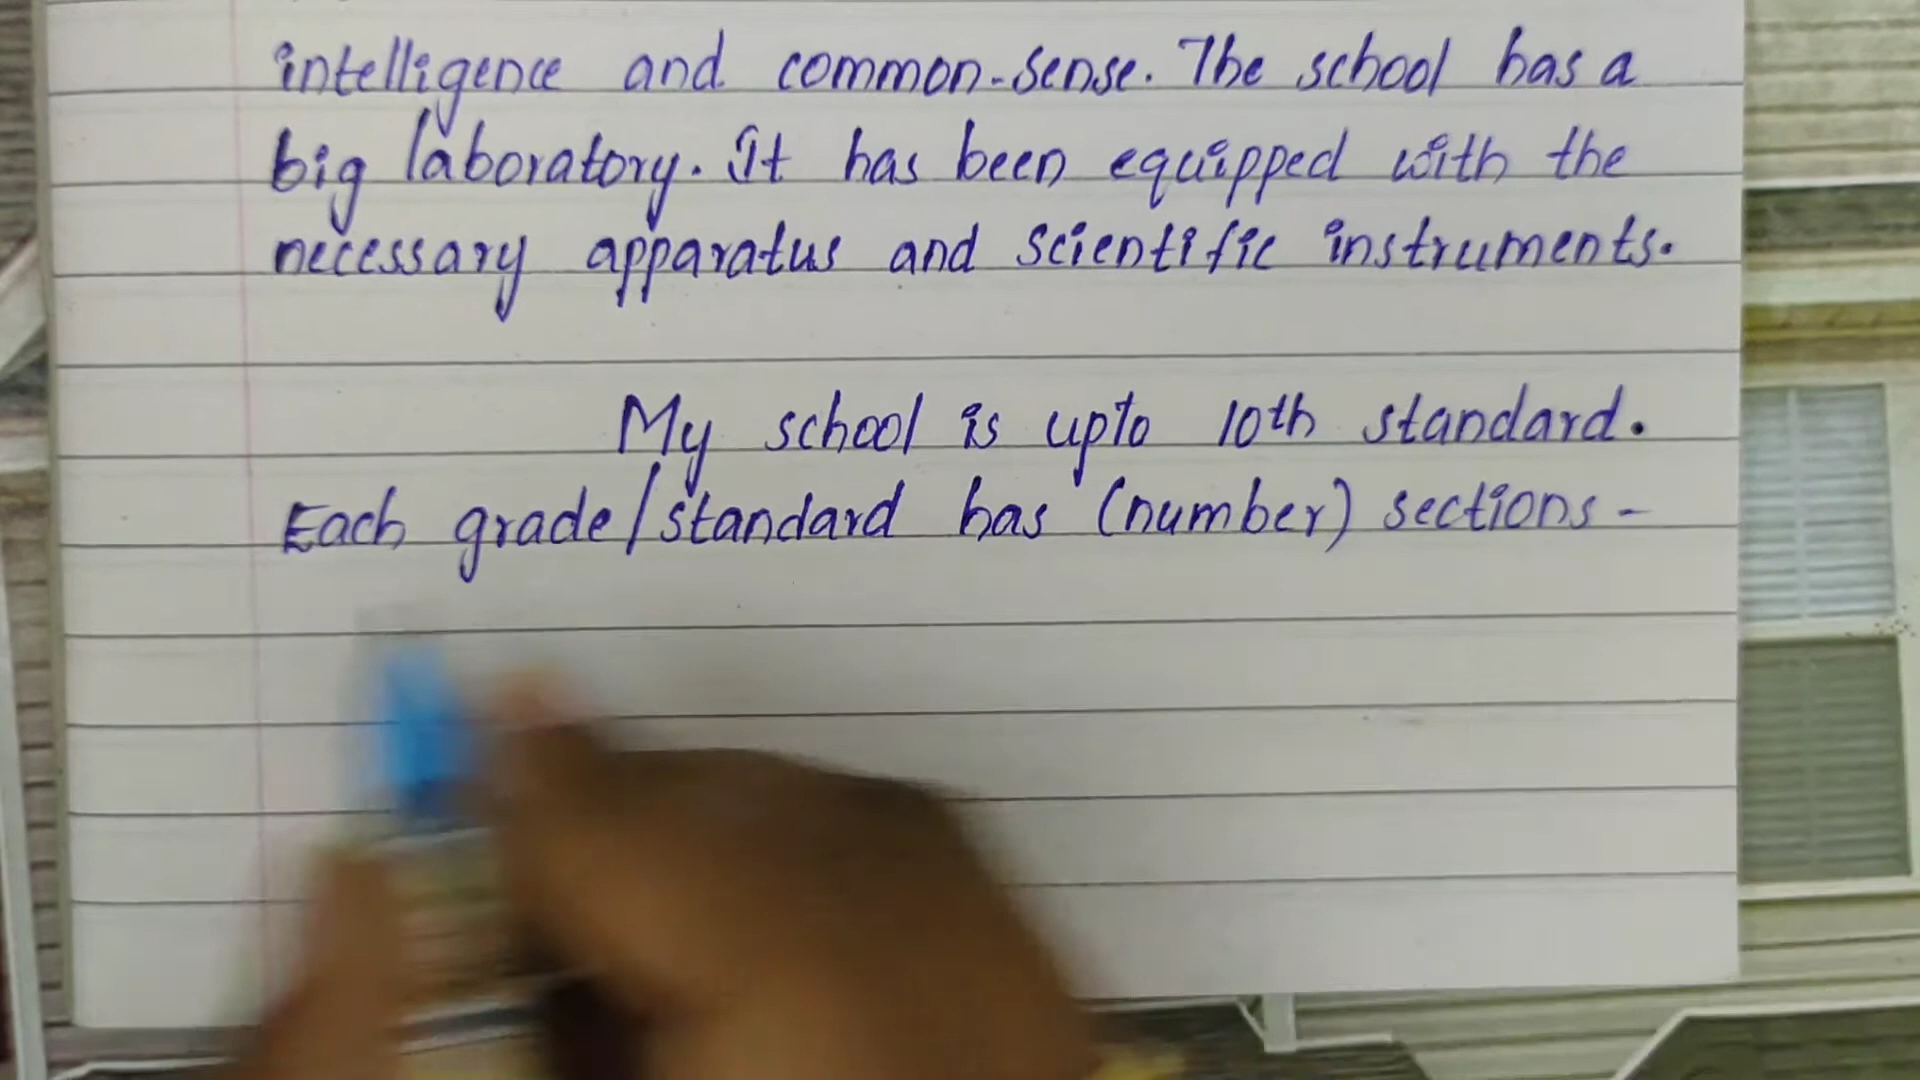 intelligence and common-sense. The school has a
big laboratory. It has been equipped with the
necessary apparatus and scientific instruments.
My school is upto 10th standard.
Each grade/standard has (number) sections-